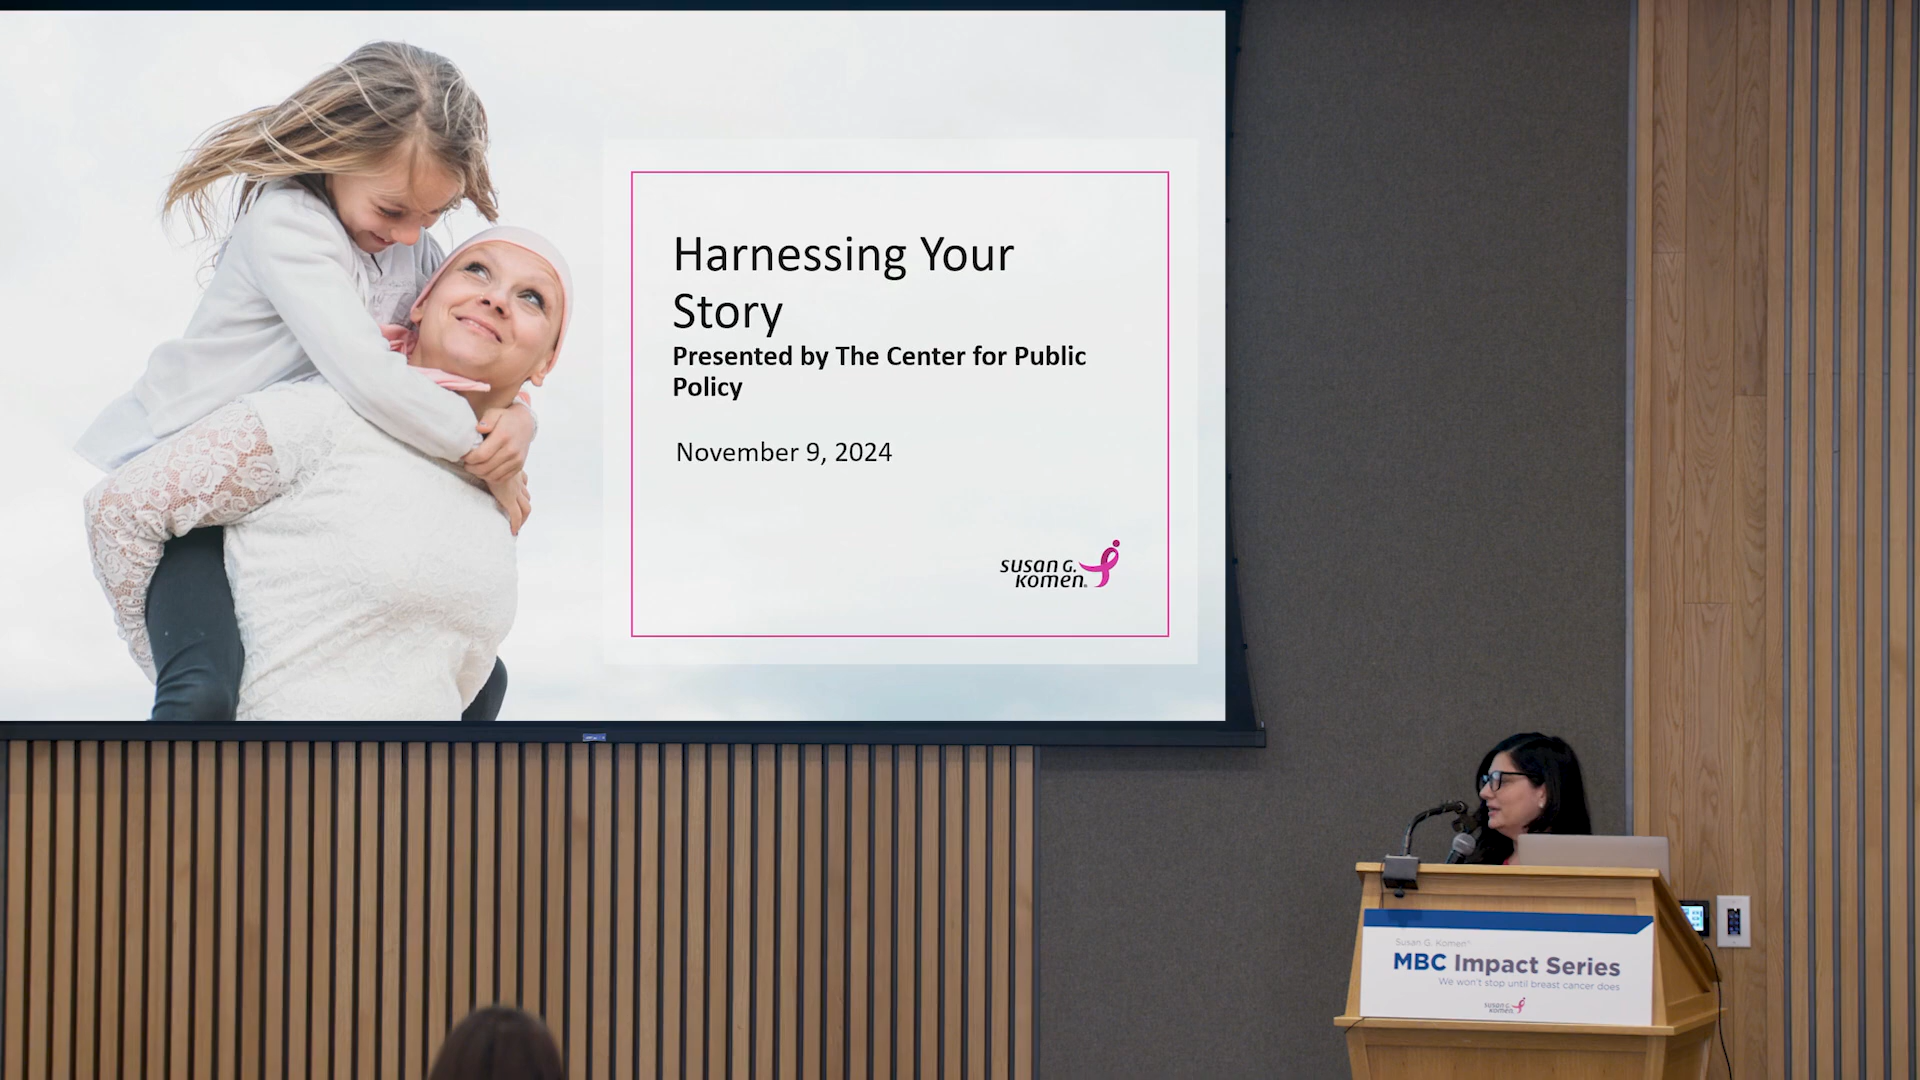 Harnessing Your
Story
Presented by The Center for Public
Policy
November 9, 2024
susan G.
komen®
Susan G. Komen™
MBC Impact Series
We won't stop until breast cancer does
susan G.
komen